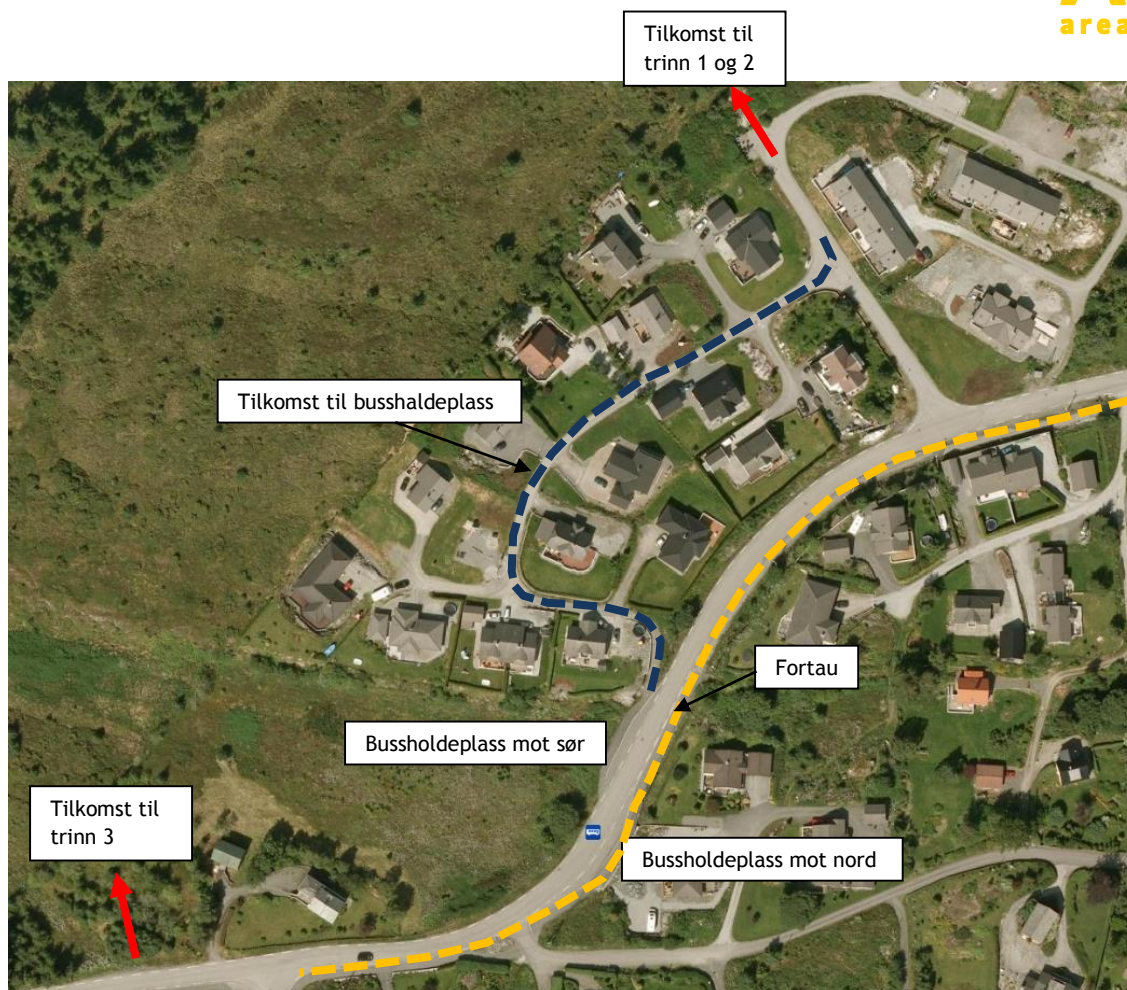 area
Tilkomst til
trinn 1 og 2
Tilkomst til busshaldeplass
Fortau
Bussholdeplass mot sør
Tilkomst til
trinn 3
Bussholdeplass mot nord